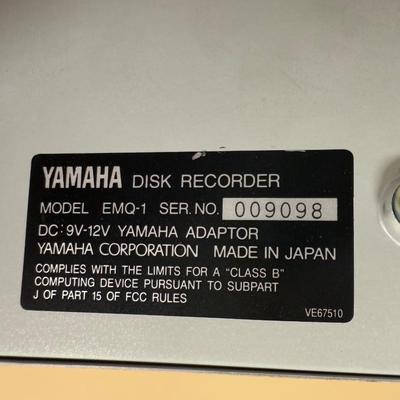 YAMAHA DISK RECORDER
MODEL EMQ-1 SER. NO. 009098
DC: 9V-12V YAMAHA ADAPTOR
YAMAHA CORPORATION MADE IN JAPAN
COMPLIES WITH THE LIMITS FOR A "CLASS B"
COMPUTING DEVICE PURSUANT TO SUBPART
J OF PART 15 OF FCC RULES
VE67510